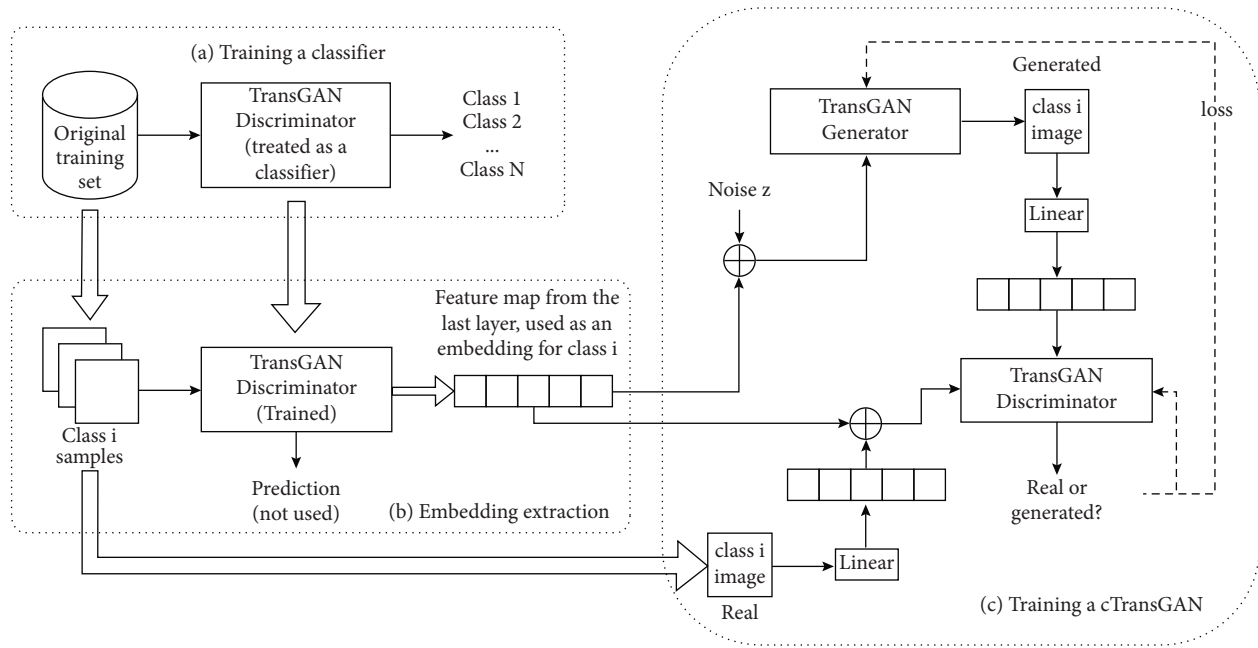 (a) Training a classifier
Original
training
set
TransGAN
Discriminator
(treated as a
classifier)
Class 1
Class 2
...
Class N
Class i
samples
TransGAN
Discriminator
(Trained)
Prediction
(not used)
Feature map from the
last layer, used as an
embedding for class i
(b) Embedding extraction
Noise z
TransGAN
Generator
Generated
class i
image
loss
Linear
TransGAN
Discriminator
Real or
generated?
class i
image
Real
Linear
(c) Training a cTransGAN